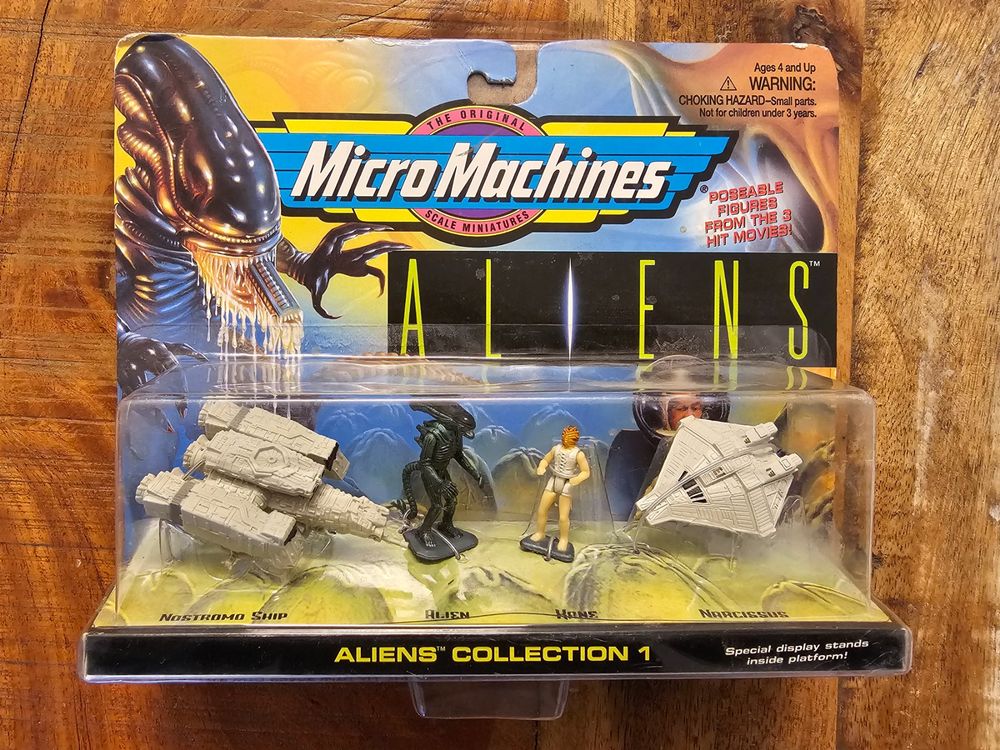 Ages 4 and Up
⚠ WARNING:
CHOKING HAZARD–Small parts.
Not for children under 3 years.
THE ORIGINAL
Micro Machines
®
SCALE MINIATURES
POSEABLE
FIGURES
FROM THE 3
HIT MOVIES!
ALIENS™
Nostromo Ship
Alien
Kane
Narcissus
ALIENS™ COLLECTION 1
Special display stands
inside platform!